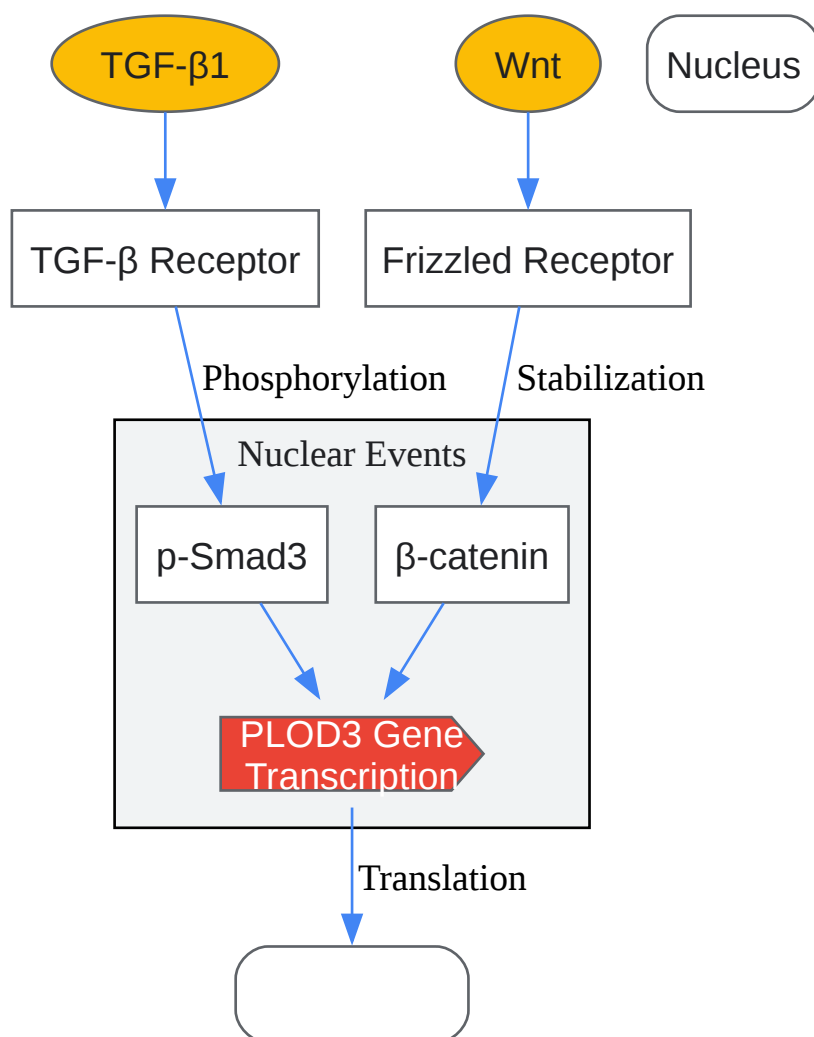 TGF-β1
Wnt
Nucleus
TGF-β Receptor
Frizzled Receptor
Phosphorylation
Stabilization
Nuclear Events
p-Smad3
β-catenin
PLOD3 Gene
Transcription
Translation